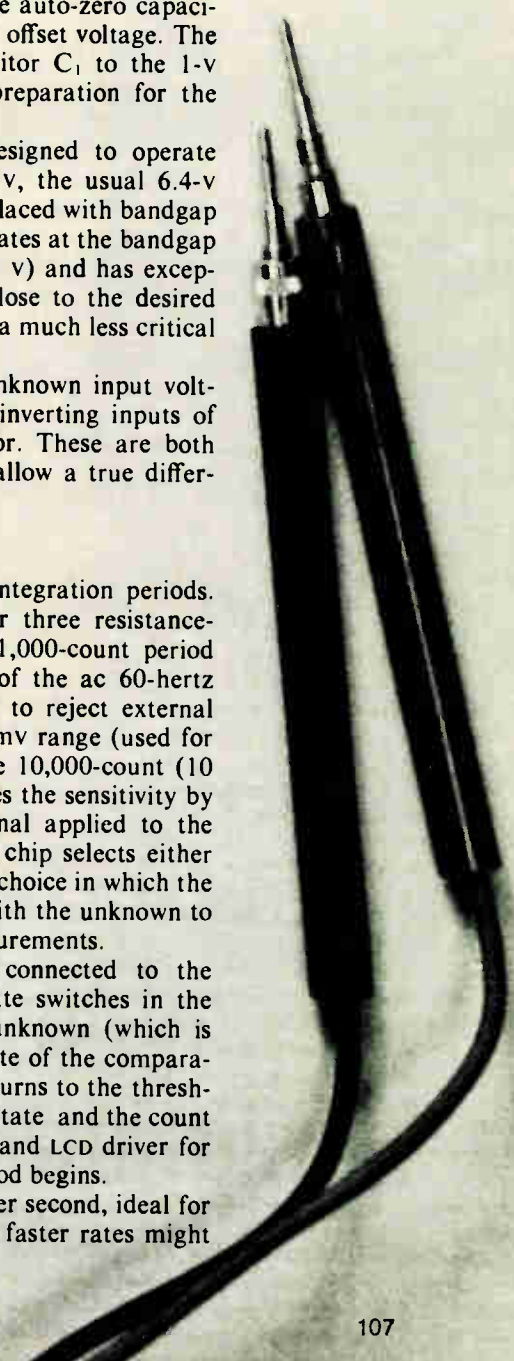 e auto-zero capaci-
offset voltage. The
itor C₁ to the 1-v
preparation for the
esigned to operate
v, the usual 6.4-v
laced with bandgap
ates at the bandgap
v) and has excep-
lose to the desired
a much less critical
nknown input volt-
inverting inputs of
or. These are both
allow a true differ-
ntegration periods.
r three resistance-
1,000-count period
of the ac 60-hertz
to reject external
mv range (used for
e 10,000-count (10
es the sensitivity by
nal applied to the
chip selects either
choice in which the
ith the unknown to
urements.
connected to the
te switches in the
unknown (which is
te of the compara-
urns to the thresh-
tate and the count
and LCD driver for
od begins.
er second, ideal for
faster rates might
107